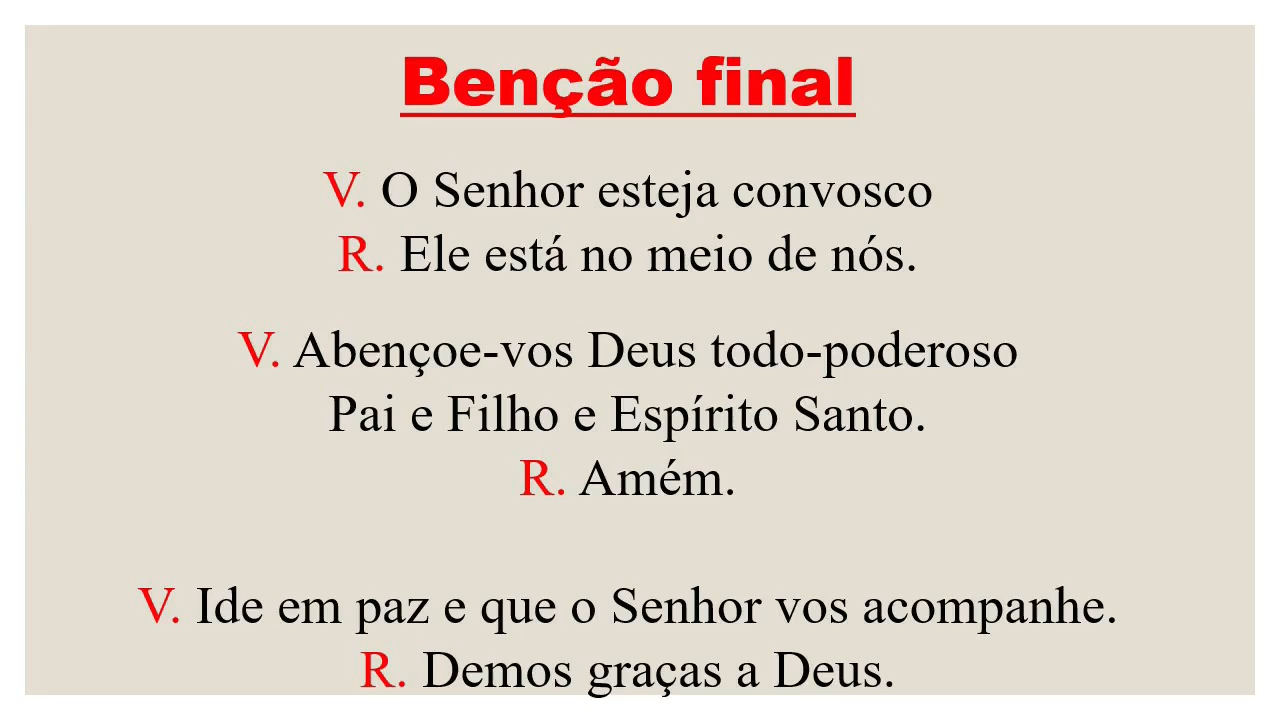 Benção final
V. O Senhor esteja convosco
R. Ele está no meio de nós.
V. Abençoe-vos Deus todo-poderoso
Pai e Filho e Espírito Santo.
R. Amém.
V. Ide em paz e que o Senhor vos acompanhe.
R. Demos graças a Deus.